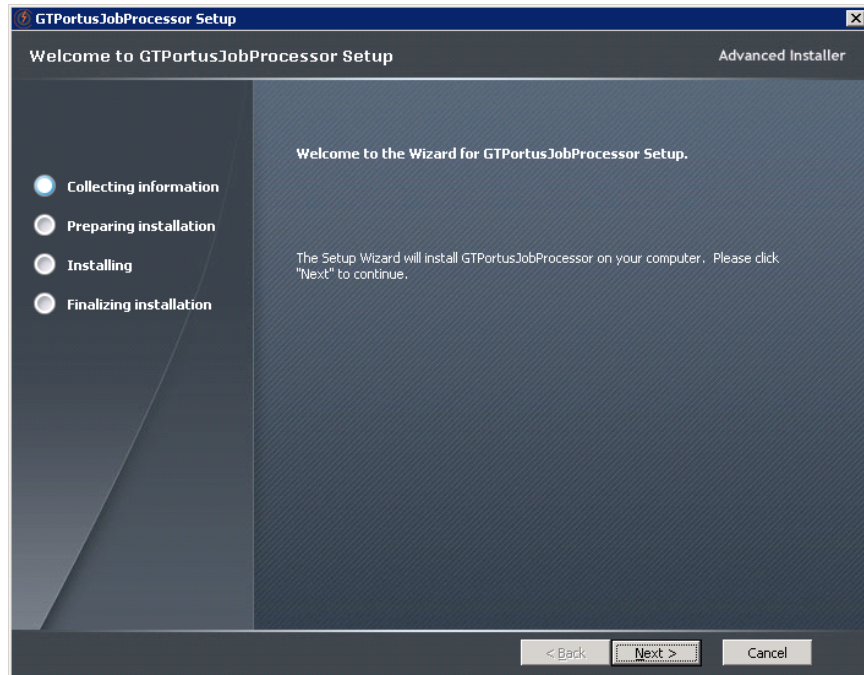 GTPortusJobProcessor Setup
Welcome to GTPortusJobProcessor Setup
Advanced Installer
Welcome to the Wizard for GTPortusJobProcessor Setup.
Collecting information
Preparing installation
Installing
Finalizing installation
The Setup Wizard will install GTPortusJobProcessor on your computer. Please click
"Next" to continue.
< Back
Next >
Cancel